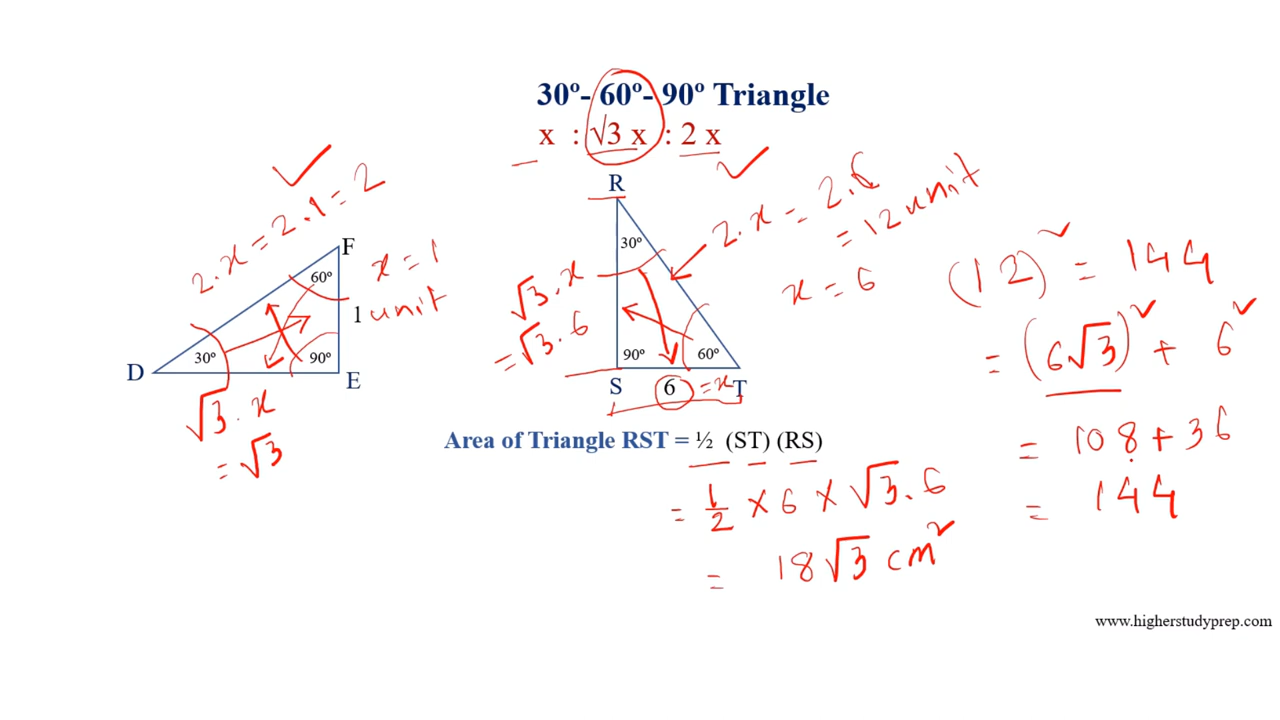 30º- 60º- 90º Triangle
x : √3 x : 2 x
2·x = 2·1 = 2
F
60º
x = 1
1 unit
30º
90º
D
E
√3 · x
= √3
R
30º
2·x = 2.6
= 12 unit
x = 6
√3 · x
= √3 . 6
90º
60º
S
6 = x
T
Area of Triangle RST = ½ (ST) (RS)
= 1/2 × 6 × √3 . 6
= 18√3 cm²
(12)² = 144
= (6√3)² + 6²
= 108 + 36
= 144
www.higherstudyprep.com